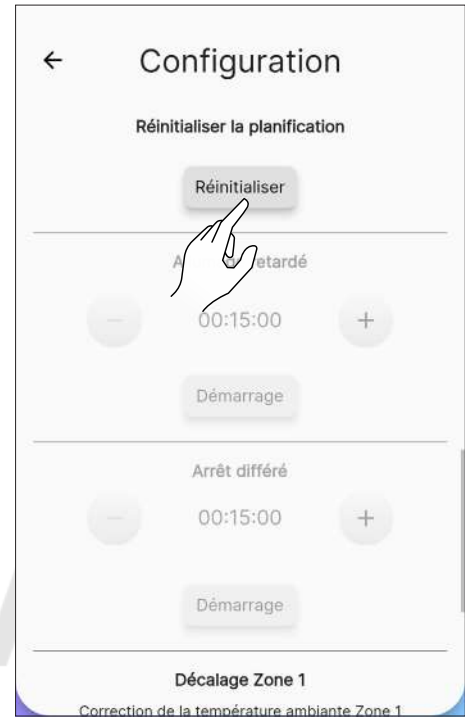 ← Configuration
Réinitialiser la planification
Réinitialiser
etardé
− 00:15:00 +
Démarrage
Arrêt différé
− 00:15:00 +
Démarrage
Décalage Zone 1
Correction de la température ambiante Zone 1